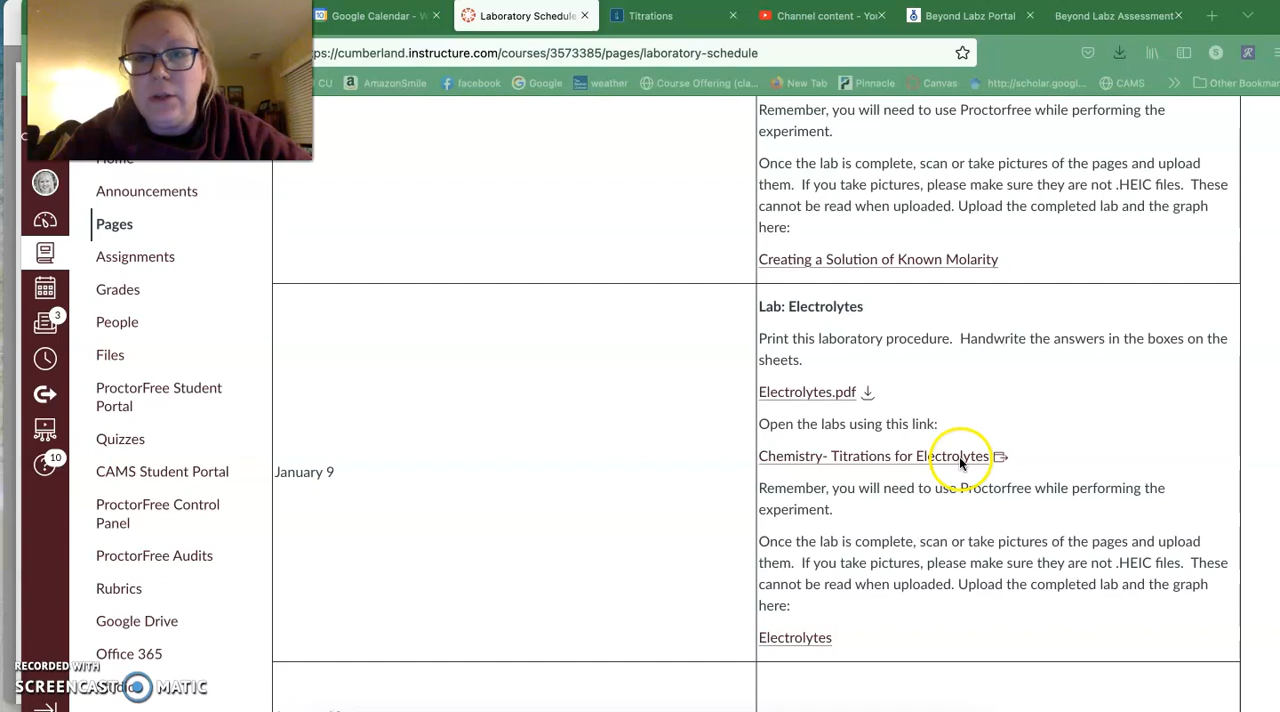 Google Calendar - W
Laboratory Schedule
Titrations
Channel content - You
Beyond Labz Portal
Beyond Labz Assessment
ps://cumberland.instructure.com/courses/3573385/pages/laboratory-schedule
CU
AmazonSmile
facebook
Google
weather
Course Offering (cla
New Tab
Pinnacle
Canvas
http://scholar.googl...
CAMS
Other Bookmar
Home
Announcements
Pages
Assignments
Grades
People
Files
ProctorFree Student
Portal
Quizzes
CAMS Student Portal
ProctorFree Control
Panel
ProctorFree Audits
Rubrics
Google Drive
Office 365
3
10
Remember, you will need to use Proctorfree while performing the
experiment.
Once the lab is complete, scan or take pictures of the pages and upload
them.  If you take pictures, please make sure they are not .HEIC files.  These
cannot be read when uploaded. Upload the completed lab and the graph
here:
Creating a Solution of Known Molarity
January 9
Lab: Electrolytes
Print this laboratory procedure.  Handwrite the answers in the boxes on the
sheets.
Electrolytes.pdf
Open the labs using this link:
Chemistry- Titrations for Electrolytes
Remember, you will need to use Proctorfree while performing the
experiment.
Once the lab is complete, scan or take pictures of the pages and upload
them.  If you take pictures, please make sure they are not .HEIC files.  These
cannot be read when uploaded. Upload the completed lab and the graph
here:
Electrolytes
RECORDED WITH
SCREENCAST MATIC